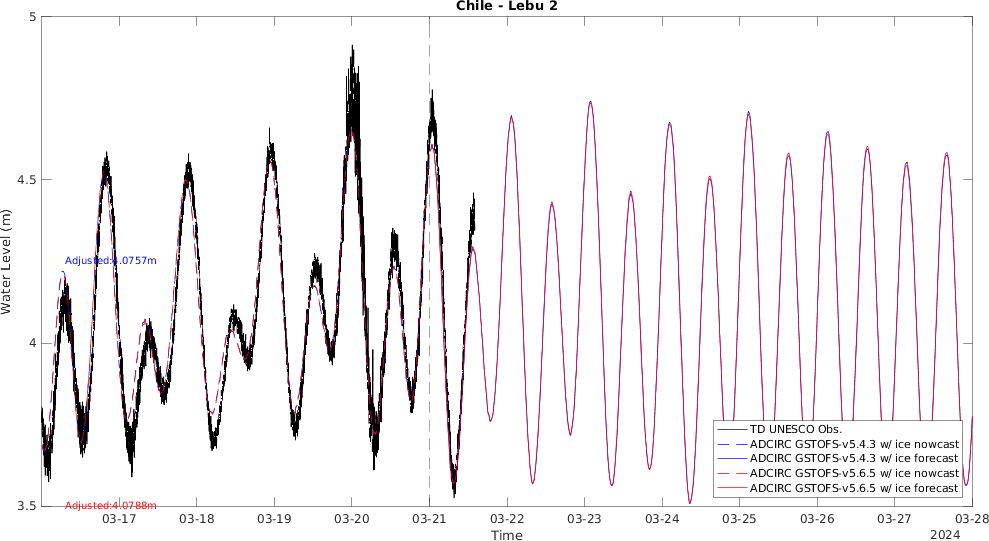 Chile - Lebu 2
5
4.5
4
3.5
Water Level (m)
Adjusted:4.0757m
Adjusted:4.0788m
TD UNESCO Obs.
ADCIRC GSTOFS-v5.4.3 w/ ice nowcast
ADCIRC GSTOFS-v5.4.3 w/ ice forecast
ADCIRC GSTOFS-v5.6.5 w/ ice nowcast
ADCIRC GSTOFS-v5.6.5 w/ ice forecast
03-17 03-18 03-19 03-20 03-21 03-22 03-23 03-24 03-25 03-26 03-27 03-28
Time
2024